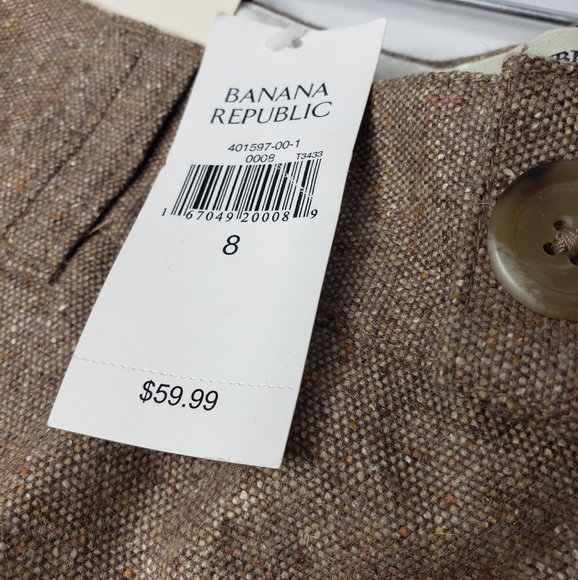 BANANA
REPUBLIC
401597-00-1
0008 T3433
1 67049 20008 9
8
$59.99